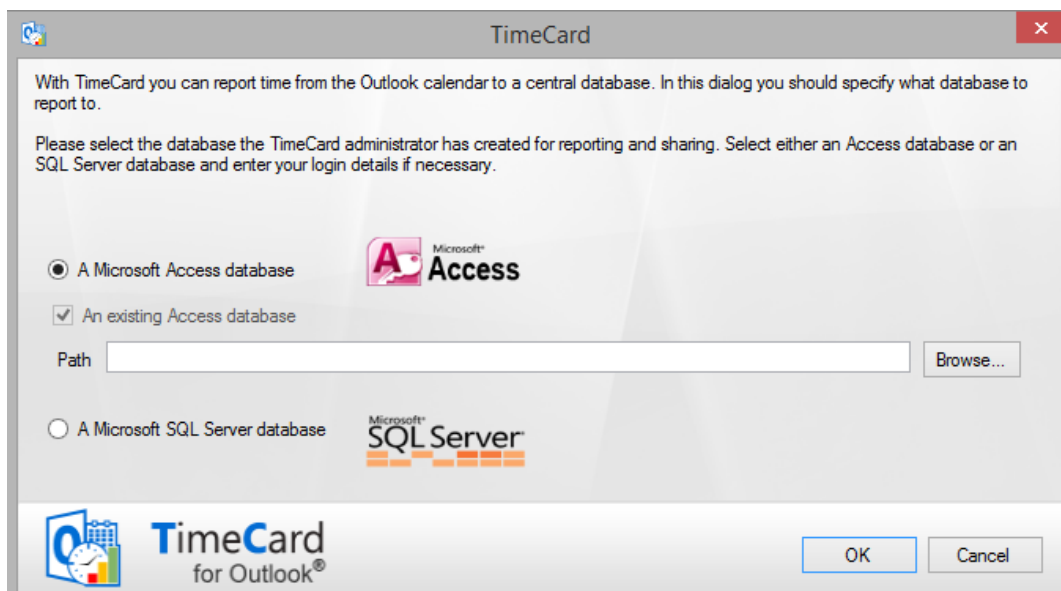 TimeCard
With TimeCard you can report time from the Outlook calendar to a central database. In this dialog you should specify what database to
report to.
Please select the database the TimeCard administrator has created for reporting and sharing. Select either an Access database or an
SQL Server database and enter your login details if necessary.
A Microsoft Access database
Microsoft®
Access
An existing Access database
Path
Browse...
A Microsoft SQL Server database
Microsoft®
SQL Server
TimeCard
for Outlook®
OK
Cancel